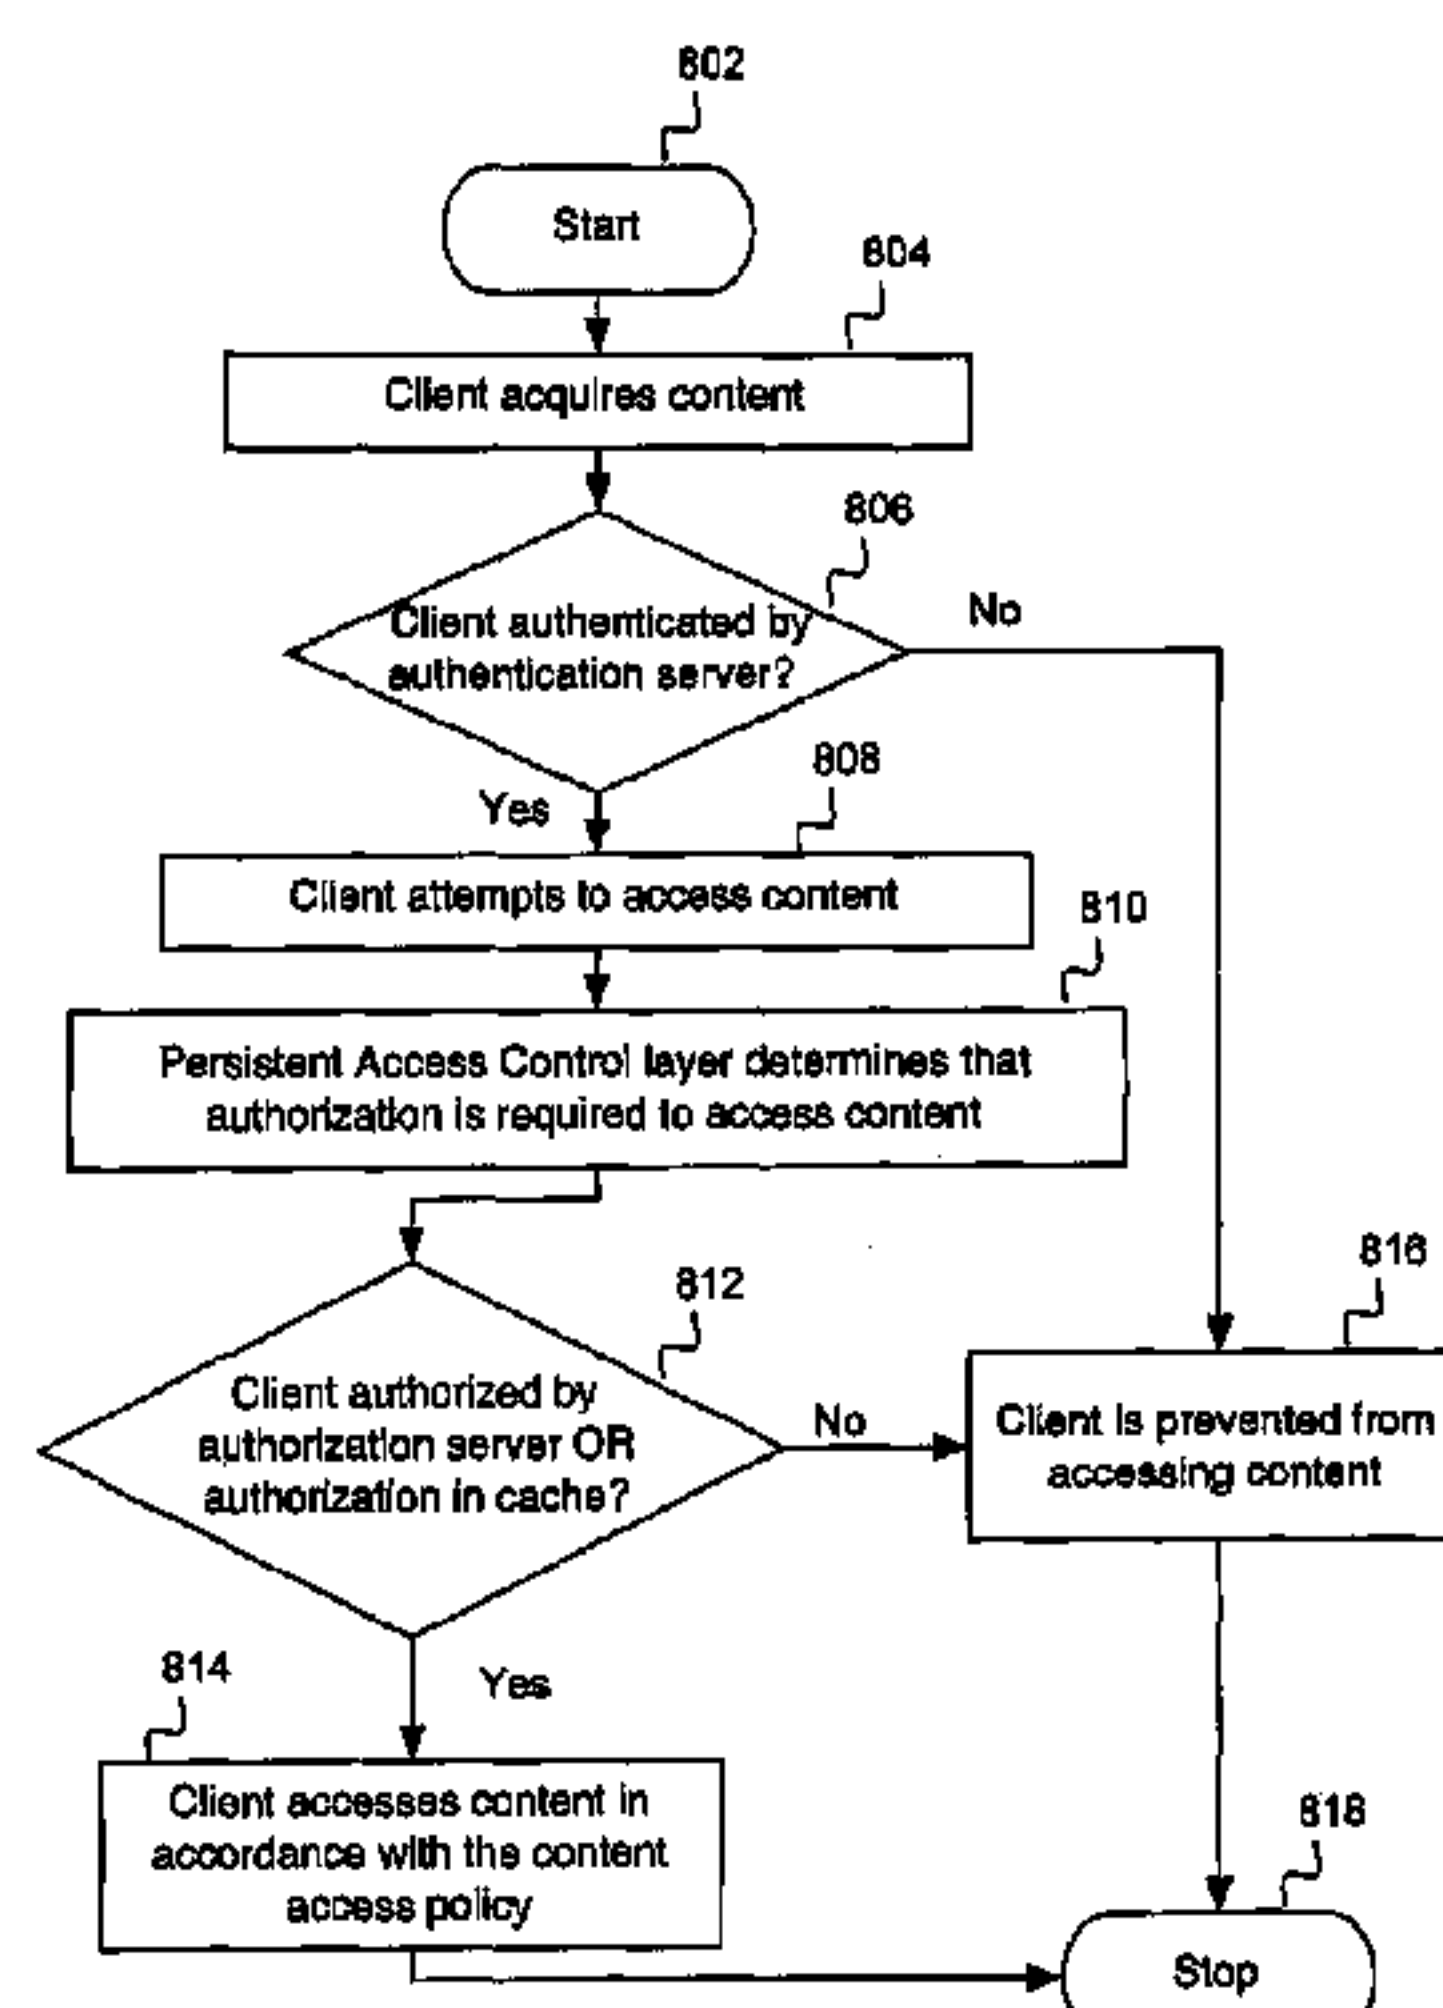 802
Start
804
Client acquires content
806
Client authenticated by
authentication server?
No
Yes
808
Client attempts to access content
810
Persistent Access Control layer determines that
authorization is required to access content
812
Client authorized by
authorization server OR
authorization in cache?
No
816
Client is prevented from
accessing content
Yes
814
Client accesses content in
accordance with the content
access policy
818
Stop